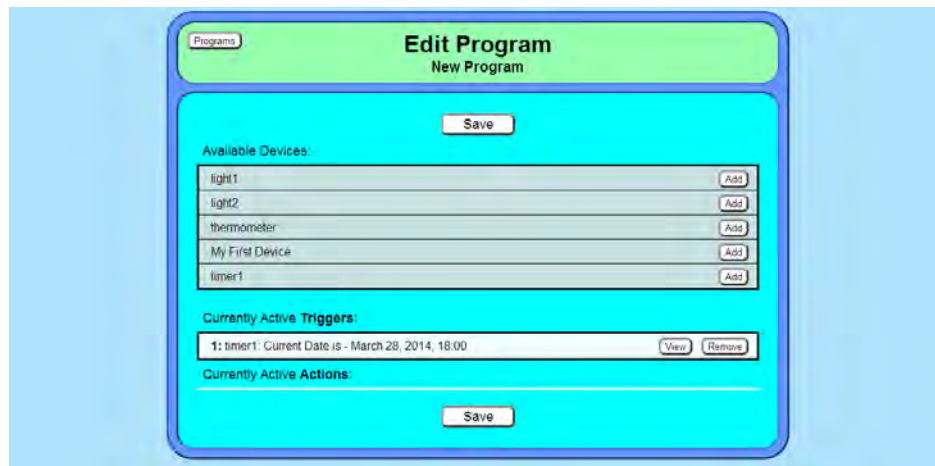 Programs
Edit Program
New Program
Save
Available Devices:
light1 Add
light2 Add
thermometer Add
My First Device Add
timer1 Add
Currently Active Triggers:
1: timer1: Current Date is - March 28, 2014, 18:00 View Remove
Currently Active Actions:
Save